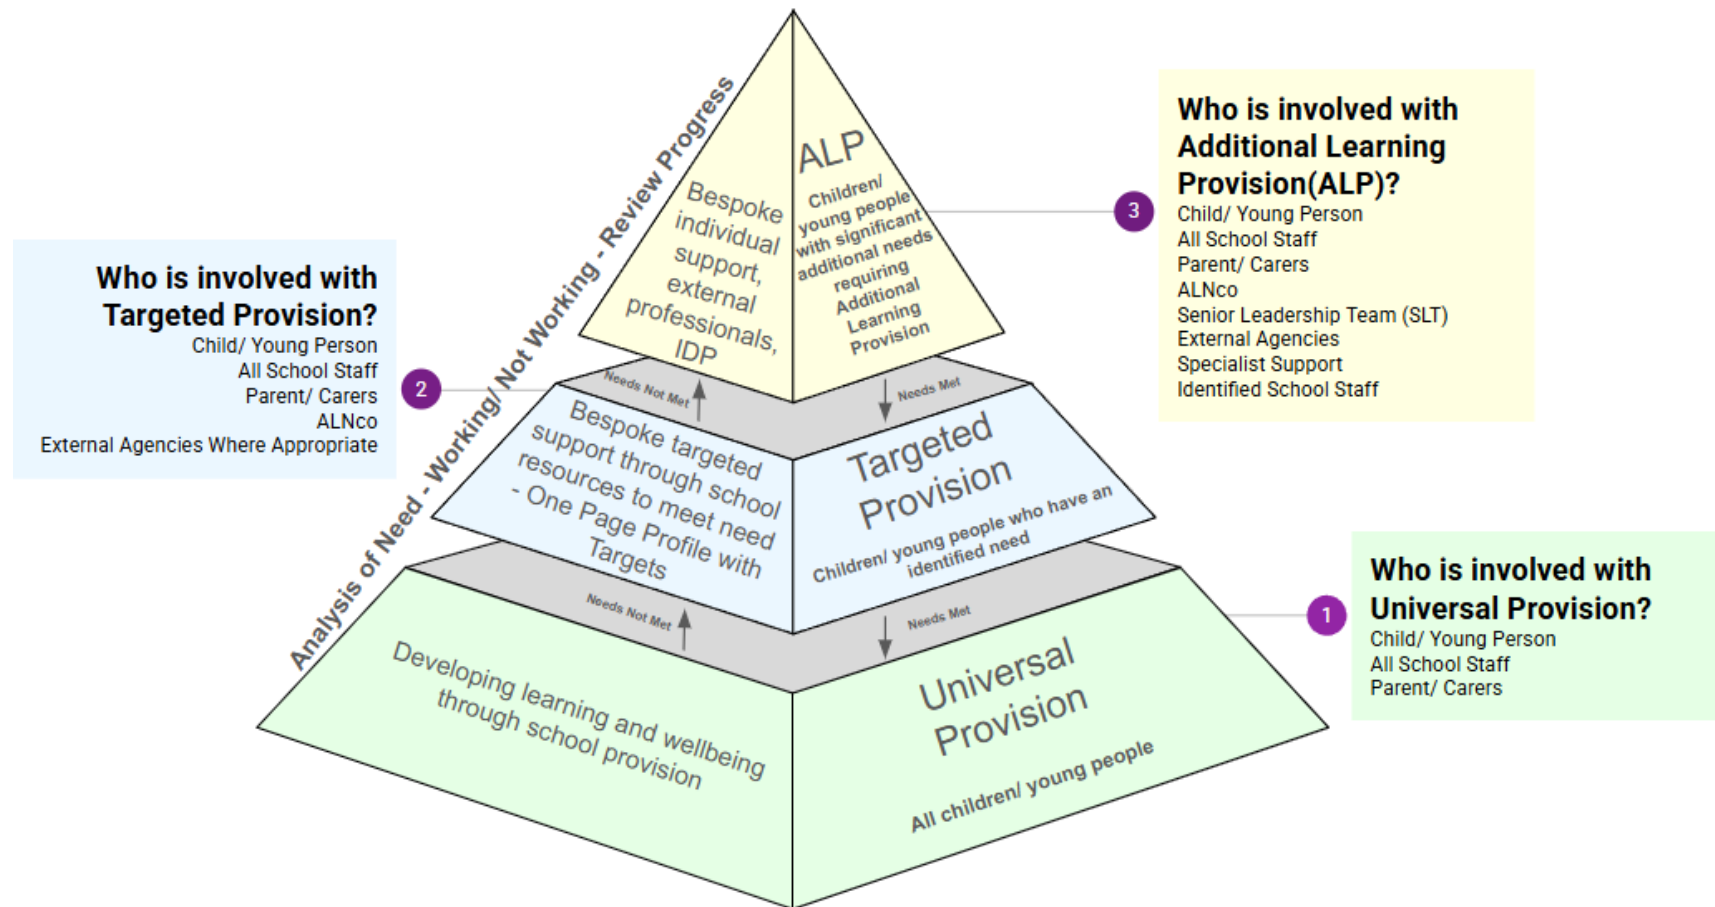 Analysis of Need - Working/ Not Working - Review Progress
Bespoke
individual
support,
external
professionals,
IDP
ALP
Children/
young people
with significant
additional needs
requiring
Additional
Learning
Provision
3
Who is involved with
Additional Learning
Provision(ALP)?
Child/ Young Person
All School Staff
Parent/ Carers
ALNco
Senior Leadership Team (SLT)
External Agencies
Specialist Support
Identified School Staff
Who is involved with
Targeted Provision?
Child/ Young Person
All School Staff
Parent/ Carers
ALNco
External Agencies Where Appropriate
2
Needs Not Met
Needs Met
Bespoke targeted
support through school
resources to meet need
- One Page Profile with
Targets
Targeted
Provision
Children/ young people who have an
identified need
Needs Not Met
Needs Met
Developing learning and wellbeing
through school provision
Universal
Provision
All children/ young people
1
Who is involved with
Universal Provision?
Child/ Young Person
All School Staff
Parent/ Carers